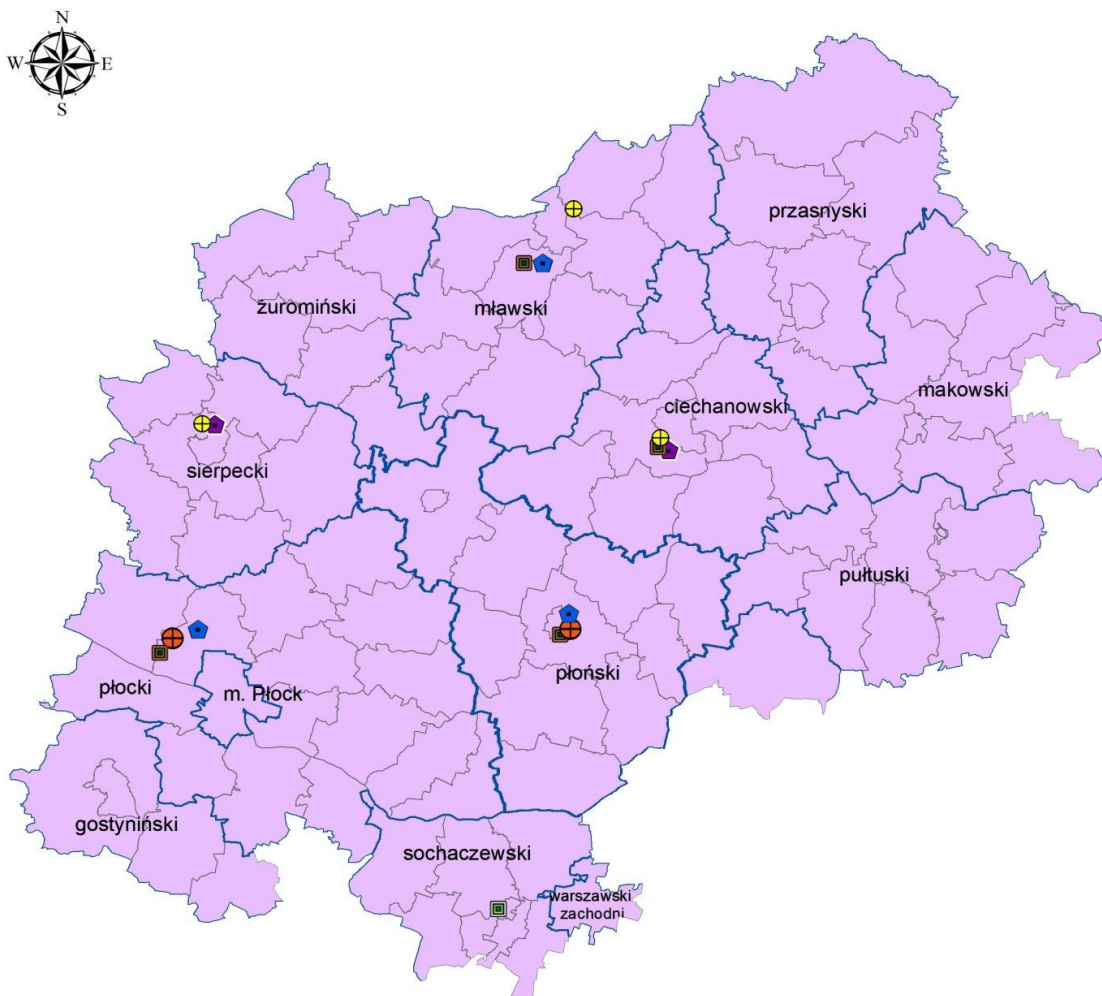 N
W E
S
przasnyski
żuromiński
mławski
makowski
ciechanowski
sierpecki
pułtuski
płoński
płocki
m. Płock
gostyniński
sochaczewski
warszawski
zachodni